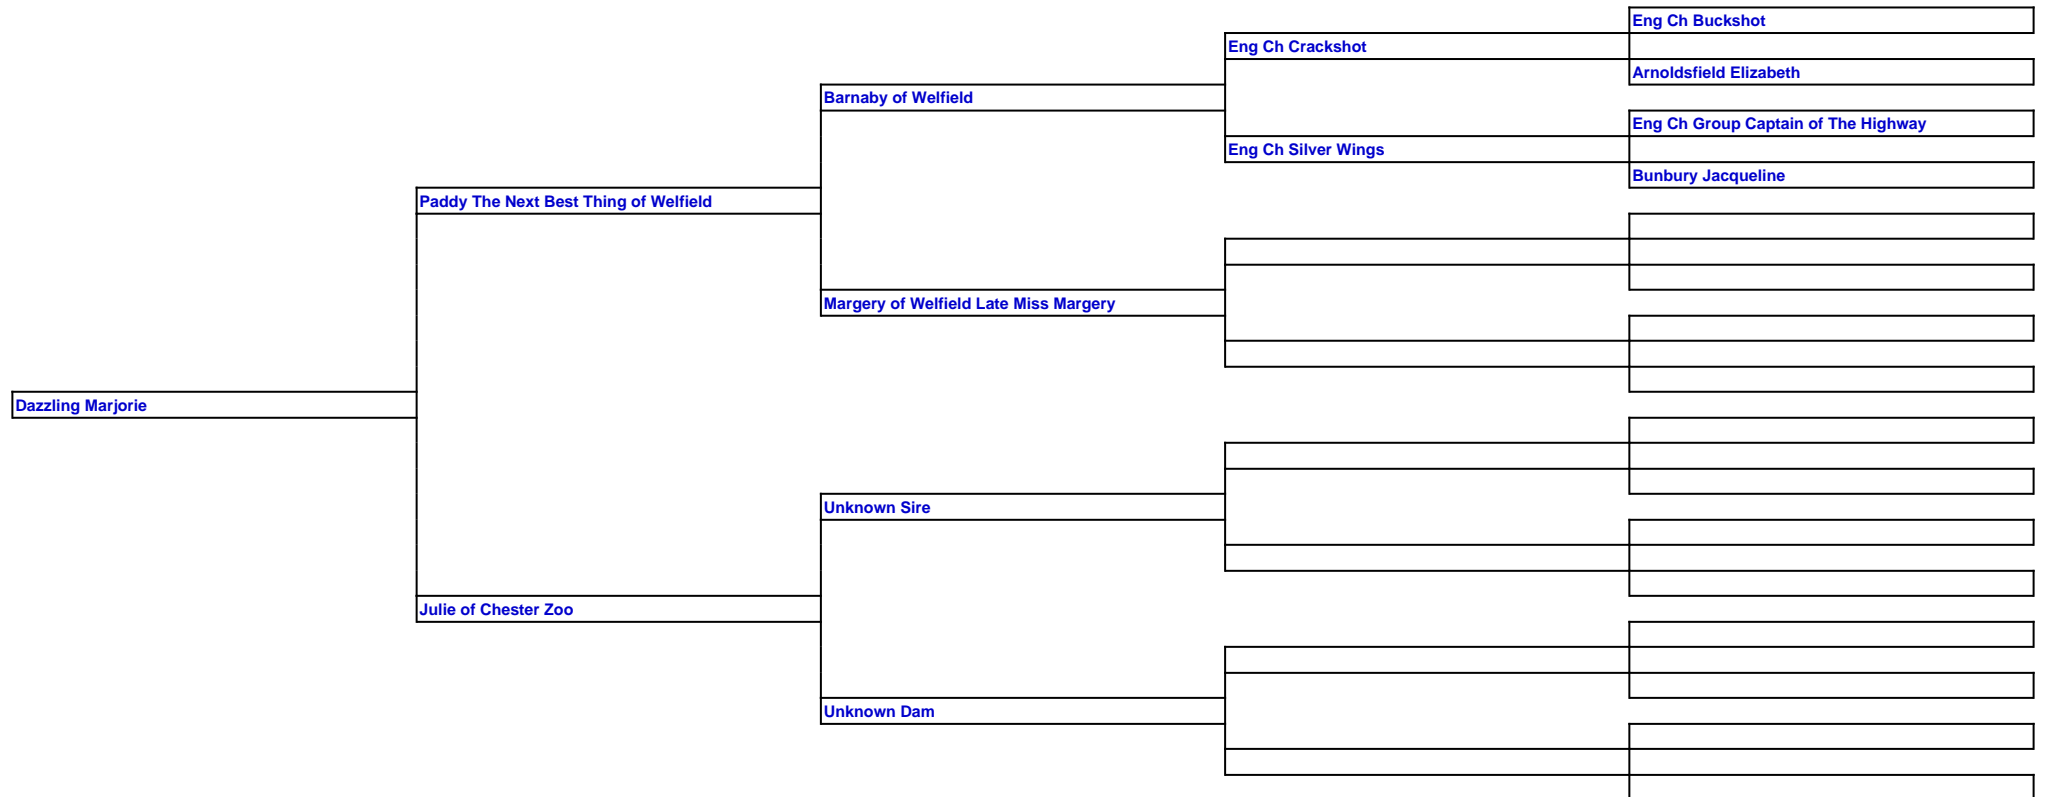 Eng Ch Buckshot
Eng Ch Crackshot
Arnoldsfield Elizabeth
Barnaby of Welfield
Eng Ch Group Captain of The Highway
Eng Ch Silver Wings
Bunbury Jacqueline
Paddy The Next Best Thing of Welfield
Margery of Welfield Late Miss Margery
Dazzling Marjorie
Unknown Sire
Julie of Chester Zoo
Unknown Dam